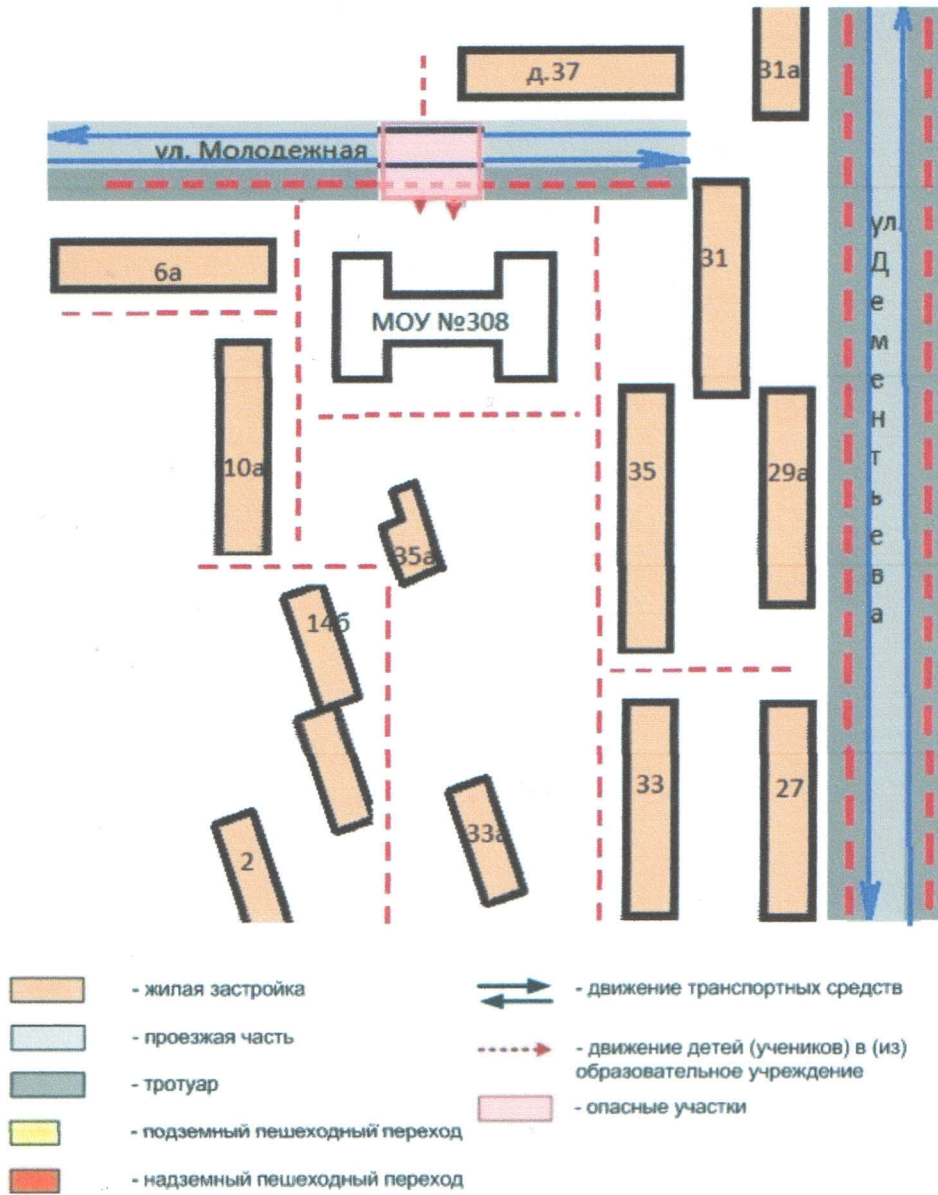 д.37
31а
ул. Молодежная
ул. Дементьева
6а
31
МОУ №308
10а
35
29а
35а
14б
33
27
33а
2
- жилая застройка
- проезжая часть
- тротуар
- подземный пешеходный переход
- надземный пешеходный переход
- движение транспортных средств
- движение детей (учеников) в (из)
образовательное учреждение
- опасные участки